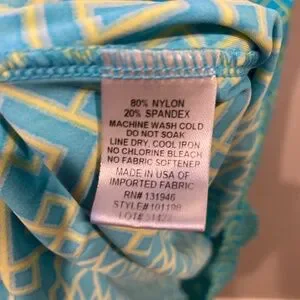 80% NYLON
20% SPANDEX
MACHINE WASH COLD
DO NOT SOAK
LINE DRY, COOL IRON
NO CHLORINE BLEACH
NO FABRIC SOFTENER
MADE IN USA OF
IMPORTED FABRIC
RN# 131946
STYLE# 101198